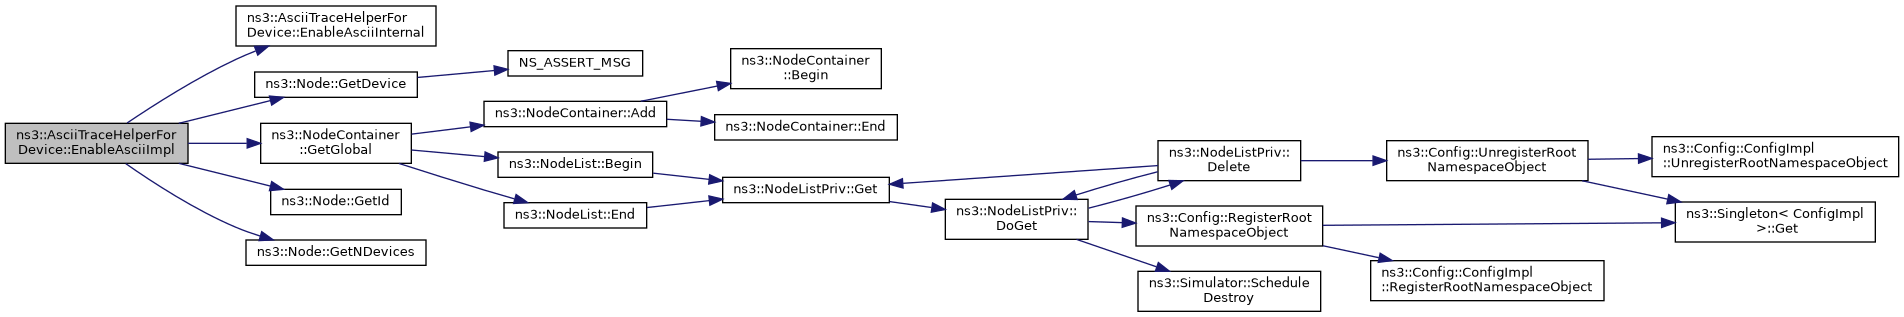 ns3::AsciiTraceHelperFor
Device::EnableAsciiImpl
ns3::AsciiTraceHelperFor
Device::EnableAsciiInternal
ns3::Node::GetDevice
NS_ASSERT_MSG
ns3::NodeContainer
::GetGlobal
ns3::NodeContainer::Add
ns3::NodeContainer
::Begin
ns3::NodeContainer::End
ns3::NodeList::Begin
ns3::NodeListPriv::Get
ns3::NodeListPriv::
DoGet
ns3::NodeListPriv::
Delete
ns3::Config::UnregisterRoot
NamespaceObject
ns3::Config::ConfigImpl
::UnregisterRootNamespaceObject
ns3::Singleton< ConfigImpl
>::Get
ns3::Config::RegisterRoot
NamespaceObject
ns3::Config::ConfigImpl
::RegisterRootNamespaceObject
ns3::Simulator::Schedule
Destroy
ns3::NodeList::End
ns3::Node::GetId
ns3::Node::GetNDevices